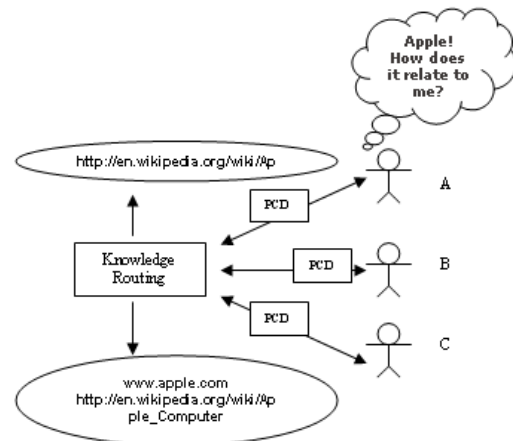 Apple!
How does
it relate to
me?
http://en.wikipedia.org/wiki/Ap
A
PCD
Knowledge
Routing
PCD
B
PCD
C
www.apple.com
http://en.wikipedia.org/wiki/Ap
ple_Computer